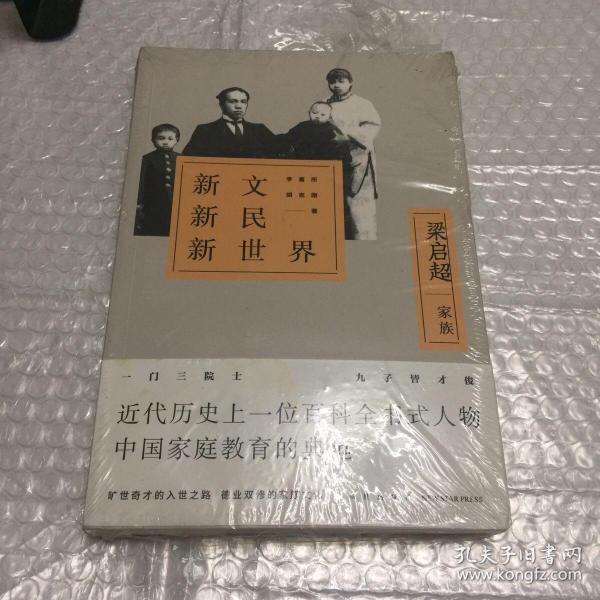 新文
新民
新世界
李喜所
胡志刚 著
梁启超
家族
一门三院士 九子皆才俊
近代历史上一位百科全书式人物
中国家庭教育的典
旷世奇才的入世之路 德业双修的家
NEW STAR PRESS
孔夫子旧书网
www.kongfz.com